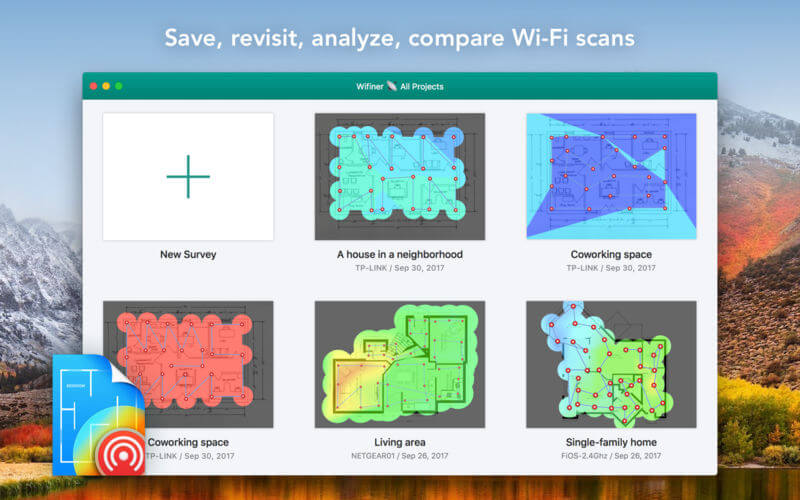 Save, revisit, analyze, compare Wi-Fi scans
Wifiner All Projects
New Survey
A house in a neighborhood
TP-LINK / Sep 30, 2017
Coworking space
TP-LINK / Sep 30, 2017
Coworking space
TP-LINK / Sep 30, 2017
Living area
NETGEAR01 / Sep 26, 2017
Single-family home
FiOS-2.4Ghz / Sep 26, 2017